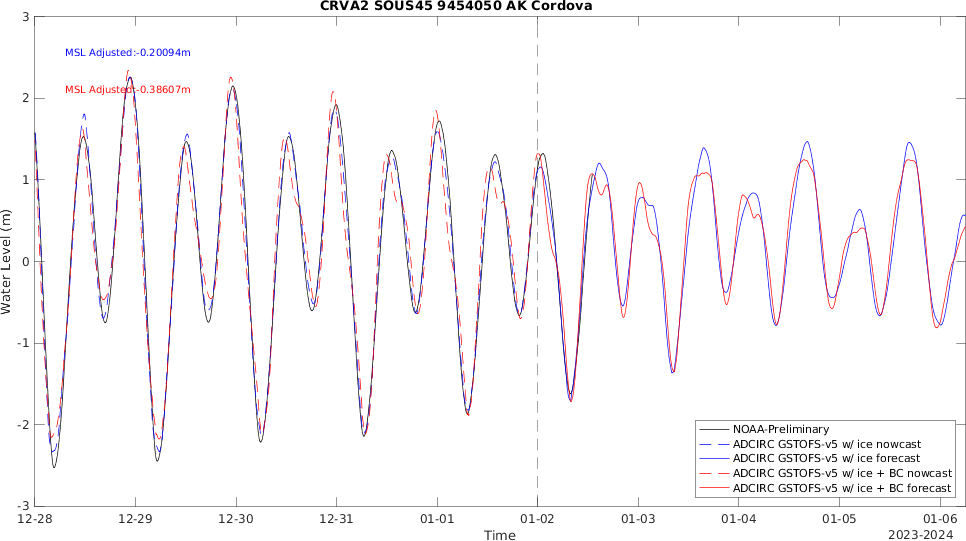 CRVA2 SOUS45 9454050 AK Cordova
3
2
1
0
-1
-2
-3
Water Level (m)
MSL Adjusted:-0.20094m
MSL Adjusted:-0.38607m
NOAA-Preliminary
ADCIRC GSTOFS-v5 w/ ice nowcast
ADCIRC GSTOFS-v5 w/ ice forecast
ADCIRC GSTOFS-v5 w/ ice + BC nowcast
ADCIRC GSTOFS-v5 w/ ice + BC forecast
12-28 12-29 12-30 12-31 01-01 01-02 01-03 01-04 01-05 01-06
Time
2023-2024